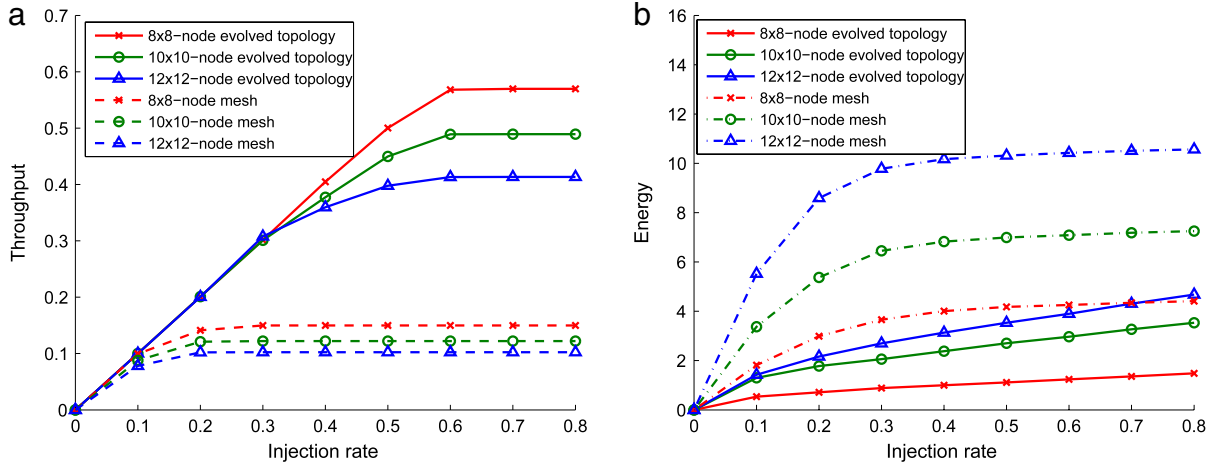 a
0.7
0.6
0.5
0.4
0.3
0.2
0.1
0
Throughput
8x8−node evolved topology
10x10−node evolved topology
12x12−node evolved topology
8x8−node mesh
10x10−node mesh
12x12−node mesh
0 0.1 0.2 0.3 0.4 0.5 0.6 0.7 0.8
Injection rate
b
16
14
12
10
8
6
4
2
0
Energy
8x8−node evolved topology
10x10−node evolved topology
12x12−node evolved topology
8x8−node mesh
10x10−node mesh
12x12−node mesh
0 0.1 0.2 0.3 0.4 0.5 0.6 0.7 0.8
Injection rate